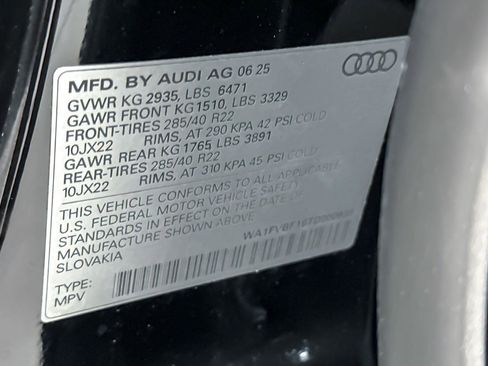 MFD. BY AUDI AG 06 25
GVWR KG 2935, LBS 6471
GAWR FRONT KG 1510, LBS 3329
FRONT-TIRES 285/40 R22
10JX22 RIMS, AT 290 KPA 42 PSI COLD
GAWR REAR KG 1765 LBS 3891
REAR-TIRES 285/40 R22
10JX22 RIMS, AT 310 KPA 45 PSI COLD
THIS VEHICLE CONFORMS TO ALL APPLICABLE
U.S. FEDERAL MOTOR VEHICLE SAFETY
STANDARDS IN EFFECT ON THE DATE OF
MANUFACTURE SHOWN ABOVE
SLOVAKIA
TYPE:
MPV